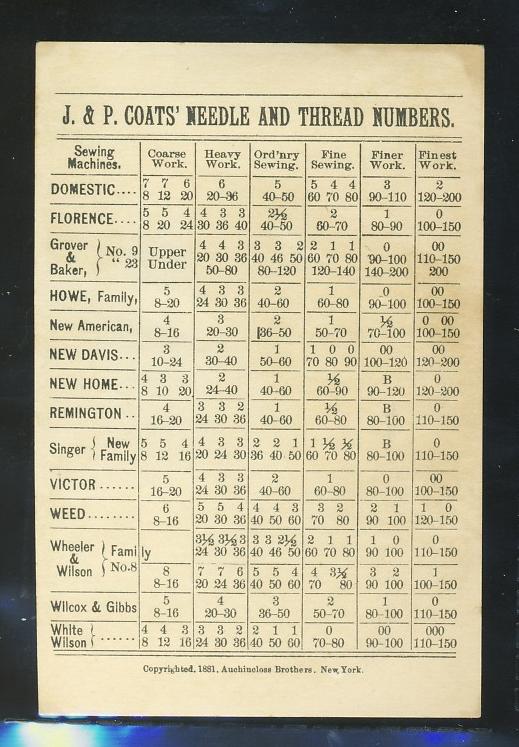 J. & P. COATS' NEEDLE AND THREAD NUMBERS.
Sewing Coarse Heavy Ord'nry Fine Finer Finest
Machines. Work. Work. Sewing. Sewing. Work. Work.
DOMESTIC.... 7 7 6 6 5 5 4 4 3 2
8 12 20 20–36 40–50 60 70 80 90–110 120–200
FLORENCE.... 5 5 4 4 3 3 2½ 2 1 0
8 20 24 30 36 40 40–50 60–70 80–90 100–150
Grover { No. 9 4 4 3 3 3 2 2 1 1 0 00
& Upper 20 30 36 40 46 50 60 70 80 90–100 110–150
Baker, “ 23 Under 50–80 80–120 120–140 140–200 200
HOWE, Family, 5 4 3 3 2 1 0 00
8–20 24 30 36 40–60 60–80 90–100 100–150
New American, 4 3 2 1 ½ 0 00
8–16 20–30 36–50 50–70 70–100 100–150
NEW DAVIS... 3 2 1 1 0 0 00 00
10–24 30–40 50–60 70 80 90 100–120 120–200
NEW HOME... 4 3 3 2 1 ½ B 0
8 10 20 24–40 40–60 60–90 90–120 120–200
REMINGTON .. 4 3 3 2 1 ½ B 0
16–20 24 30 36 40–60 60–80 80–100 110–150
Singer { New 5 5 4 4 3 3 2 2 1 1 ½ ½ B 0
Family 8 12 16 20 24 30 36 40 50 60 70 80 80–100 110–150
VICTOR ...... 5 4 3 3 2 1 0 00
16–20 24 30 36 40–60 60–80 80–100 100–150
WEED........ 6 5 5 4 4 4 3 3 2 2 1 1 0
8–16 20 30 36 40 50 60 70 80 90 100 120–150
Wheeler { Family 3½ 3½ 3 3 3 2½ 2 1 1 1 0 0
& 24 30 36 40 46 50 60 70 80 90 100 110–150
Wilson { No.8 8 7 7 6 5 5 4 4 3½ 3 2 1
8–16 20 24 36 40 50 60 70 80 90 100 100–150
Wilcox & Gibbs 5 4 3 2 1 0
8–16 20–30 36–50 50–70 80–100 110–150
White { 4 4 3 3 3 2 2 1 1 0 00 000
Wilson { ...... 8 12 16 24 30 36 40 50 60 70–80 90–100 110–150
Copyrighted, 1881, Auchincloss Brothers, New York.